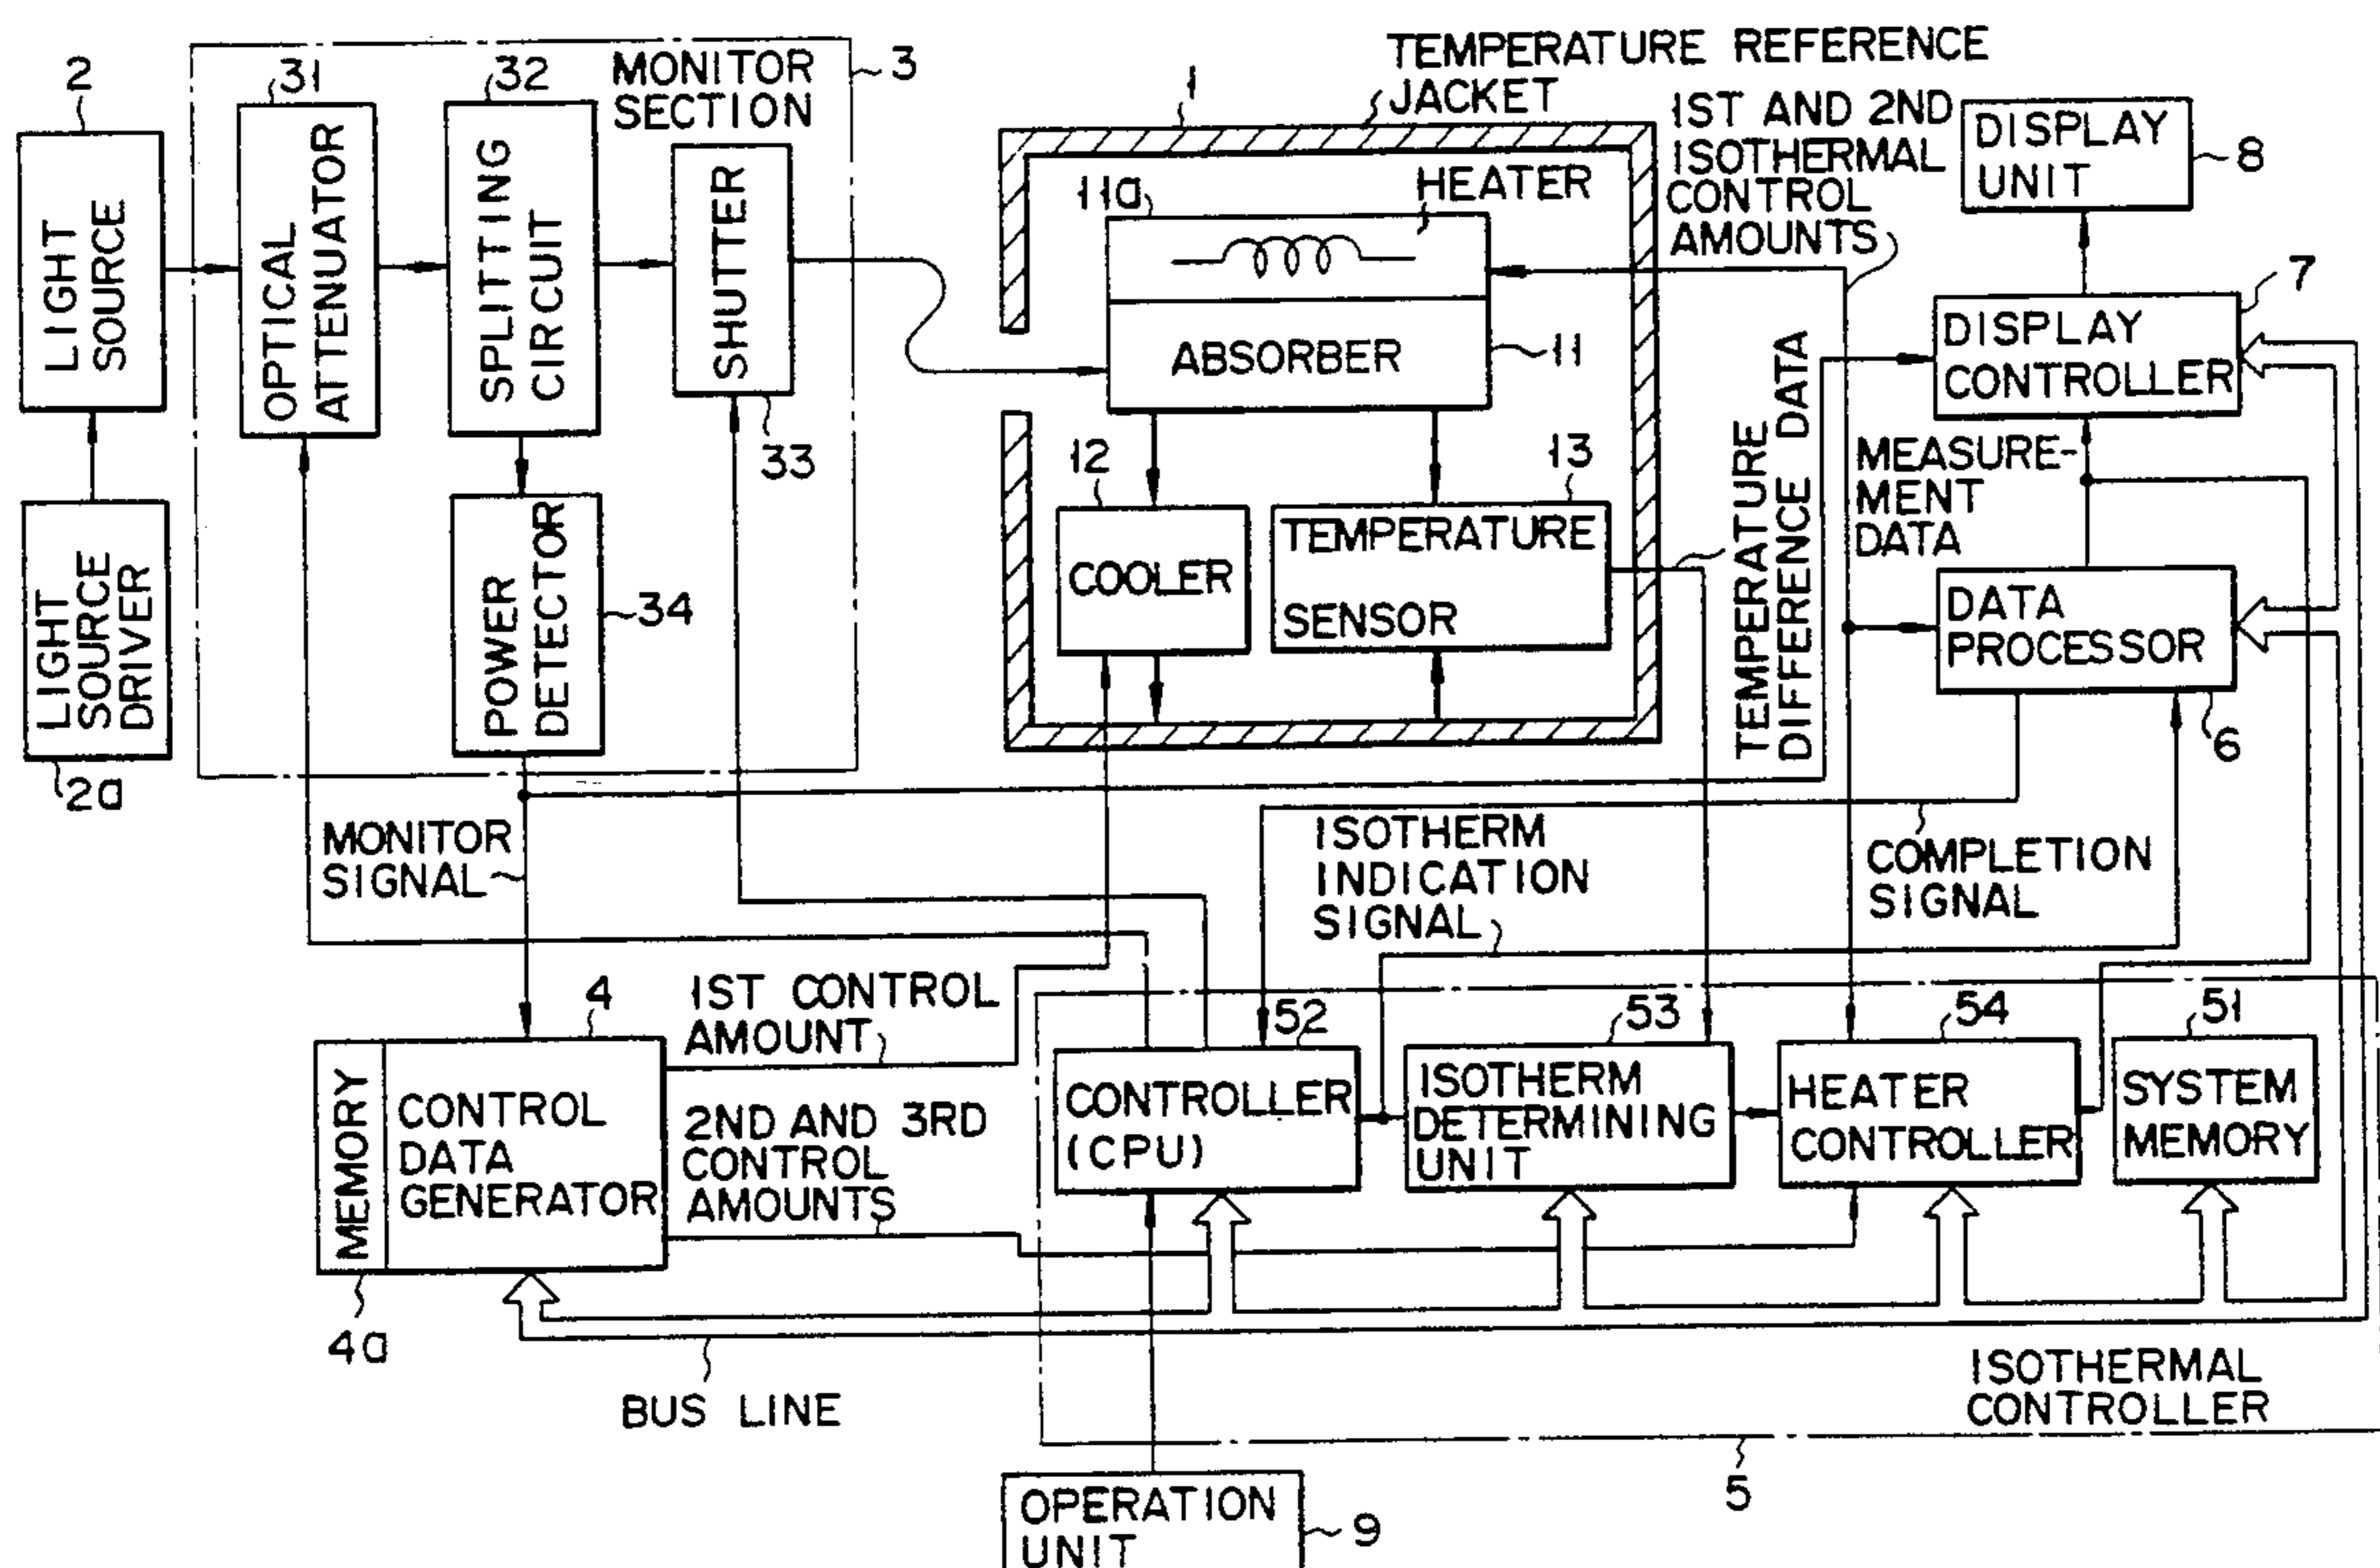 2
LIGHT
SOURCE
LIGHT
SOURCE
DRIVER
2a
31
OPTICAL
ATTENUATOR
32
SPLITTING
CIRCUIT
MONITOR
SECTION
3
SHUTTER
33
POWER
DETECTOR
34
MONITOR
SIGNAL
TEMPERATURE REFERENCE
JACKET
1
11a
HEATER
ABSORBER
11
12
COOLER
13
TEMPERATURE
SENSOR
1ST AND 2ND
ISOTHERMAL
CONTROL
AMOUNTS
TEMPERATURE
DIFFERENCE DATA
DISPLAY
UNIT
8
7
DISPLAY
CONTROLLER
MEASURE-
MENT
DATA
DATA
PROCESSOR
6
ISOTHERM
INDICATION
SIGNAL
COMPLETION
SIGNAL
4
MEMORY
CONTROL
DATA
GENERATOR
4a
1ST CONTROL
AMOUNT
2ND AND 3RD
CONTROL
AMOUNTS
52
CONTROLLER
(CPU)
53
ISOTHERM
DETERMINING
UNIT
54
HEATER
CONTROLLER
51
SYSTEM
MEMORY
BUS LINE
ISOTHERMAL
CONTROLLER
5
OPERATION
UNIT
9